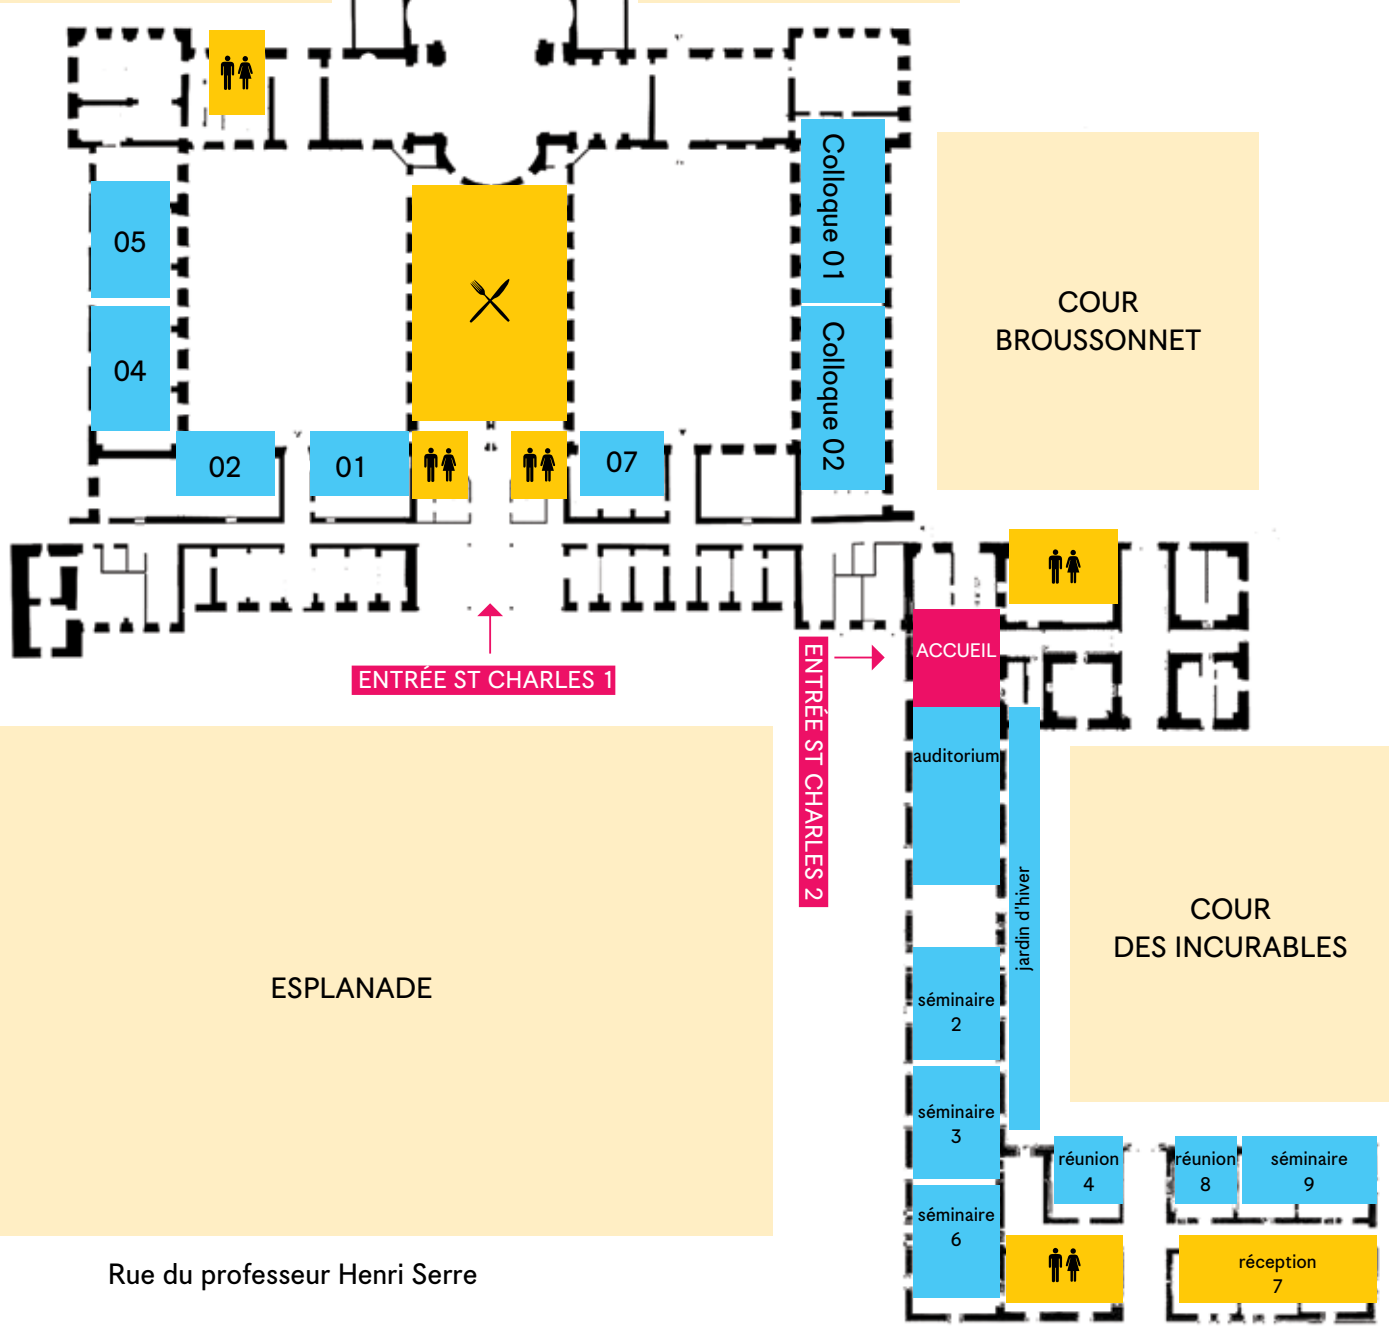 05
04
02
01
07
Colloque 01
Colloque 02
COUR
BROUSSONNET
ENTRÉE ST CHARLES 1
ENTRÉE ST CHARLES 2
ACCUEIL
auditorium
jardin d'hiver
COUR
DES INCURABLES
ESPLANADE
séminaire
2
séminaire
3
séminaire
6
réunion
4
réunion
8
séminaire
9
réception
7
Rue du professeur Henri Serre